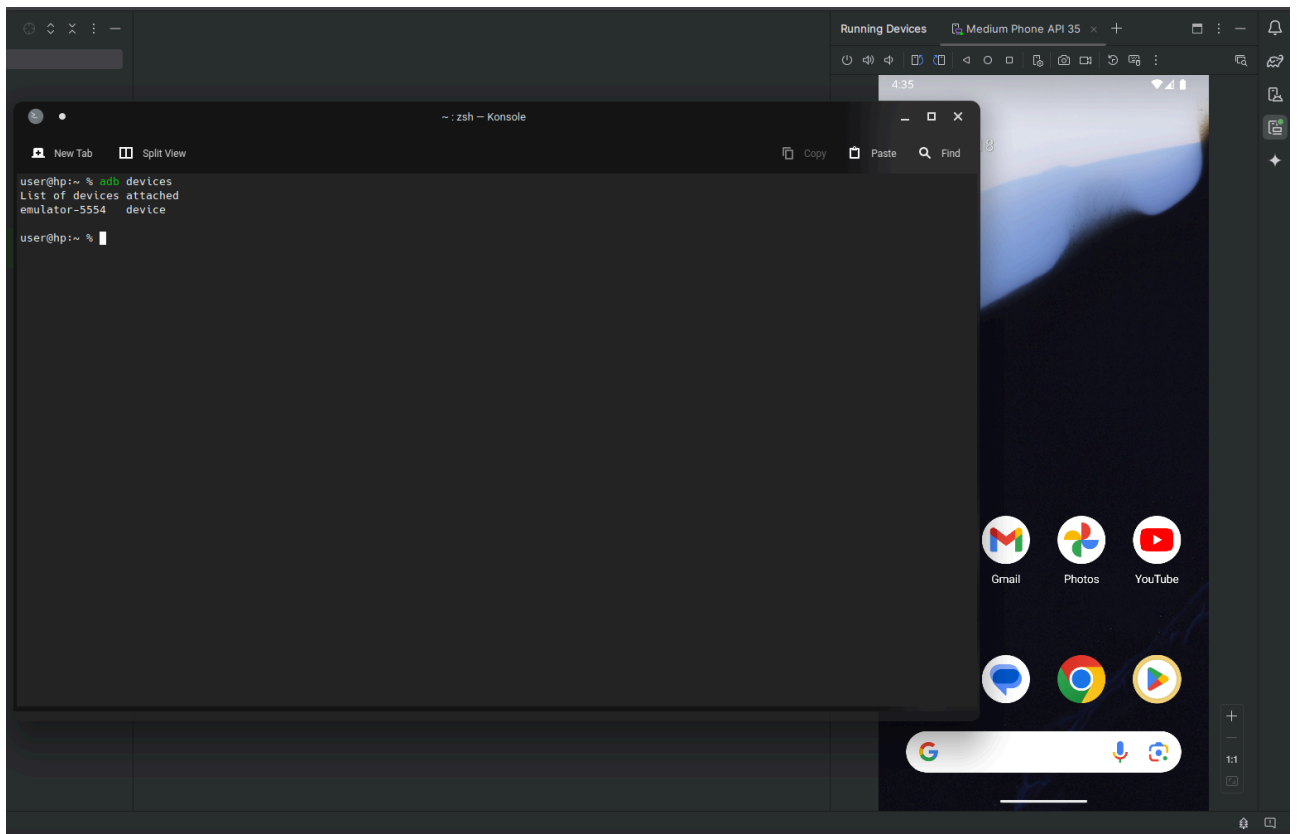 Running Devices Medium Phone API 35
4:35
~ : zsh — Konsole
New Tab Split View Copy Paste Find
8
user@hp:~ % adb devices
List of devices attached
emulator-5554 device
user@hp:~ %
Gmail Photos YouTube
G
1:1